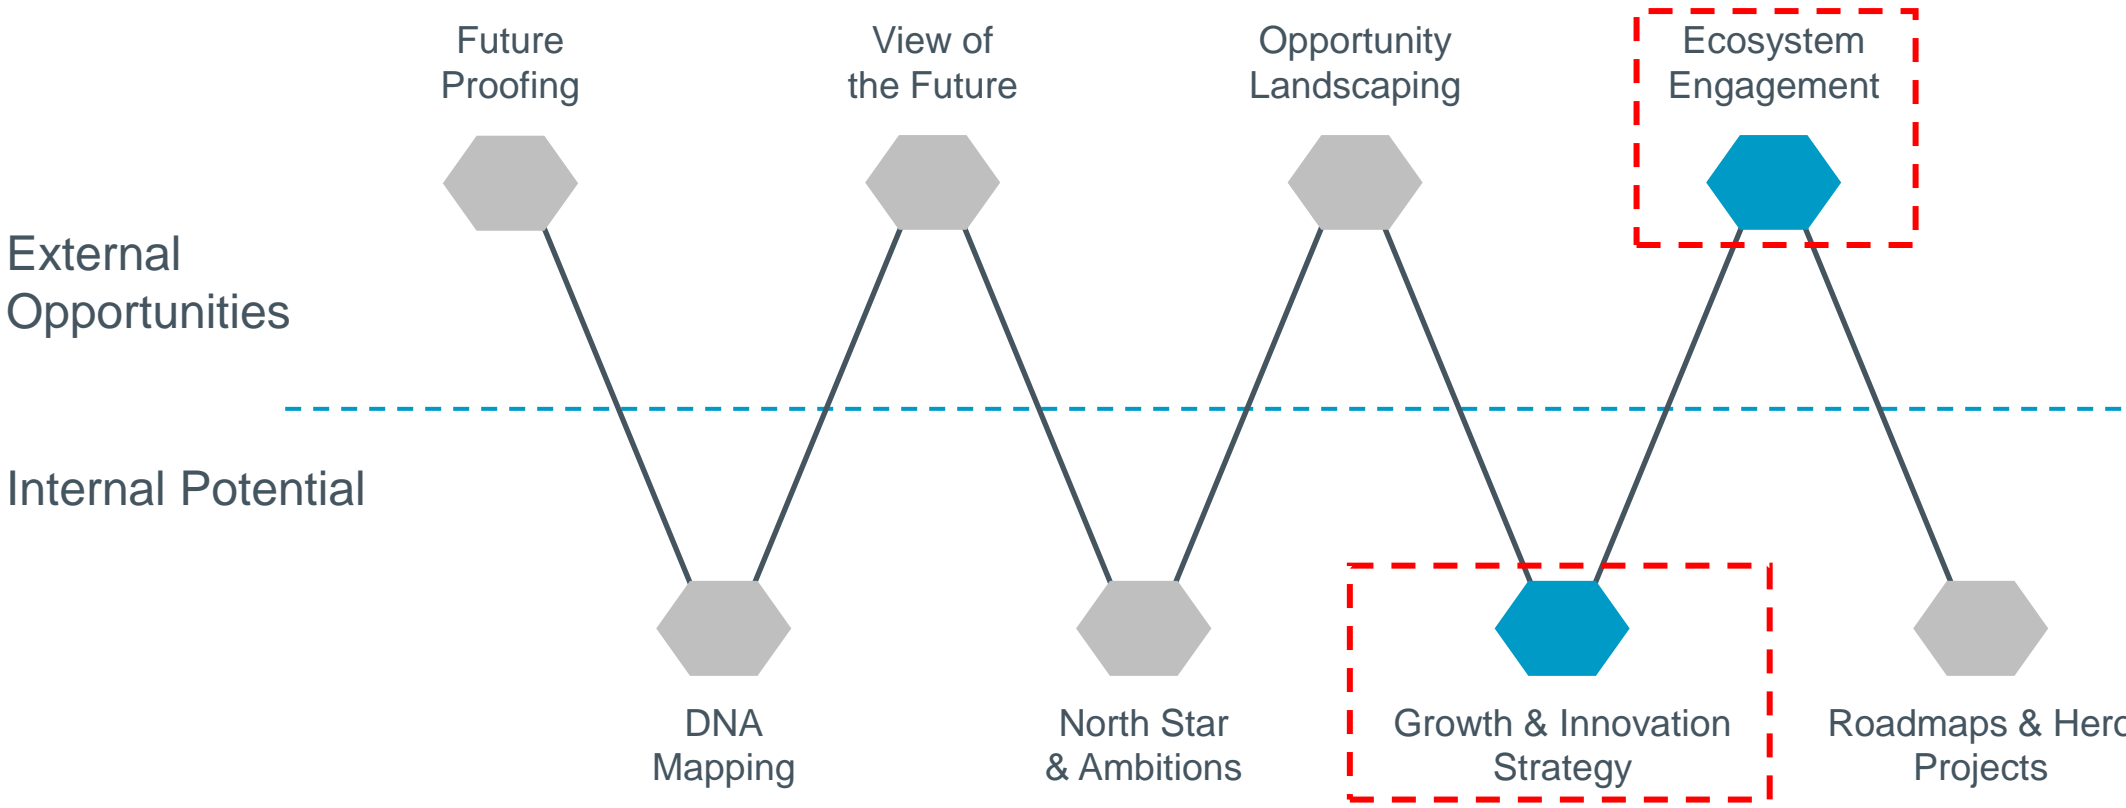 Future
Proofing
View of
the Future
Opportunity
Landscaping
Ecosystem
Engagement
External
Opportunities
Internal Potential
DNA
Mapping
North Star
& Ambitions
Growth & Innovation
Strategy
Roadmaps & Hero
Projects